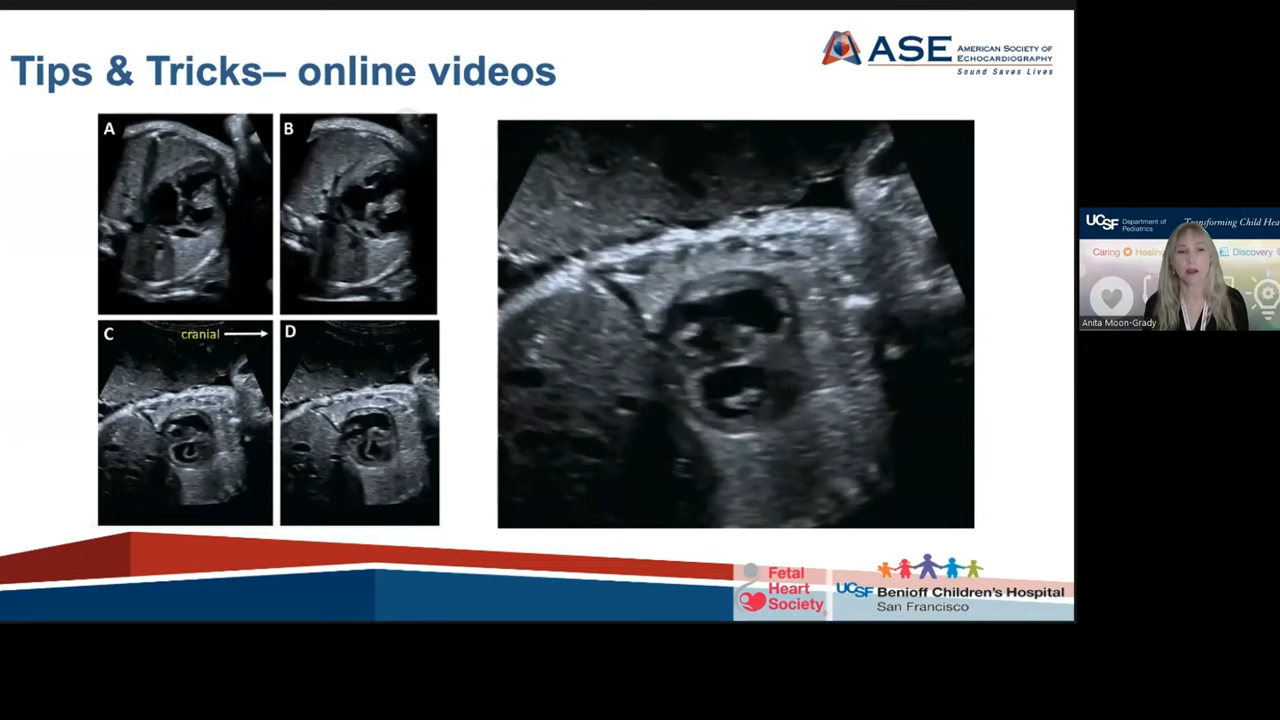 Tips & Tricks– online videos
ASE AMERICAN SOCIETY OF
ECHOCARDIOGRAPHY
Sound Saves Lives
A
B
C
cranial
D
Fetal
Heart
Society
UCSF Benioff Children's Hospital
San Francisco
UCSF Department of
Pediatrics
Transforming Child Hea
Caring
Healing
Discovery
Anita Moon-Grady